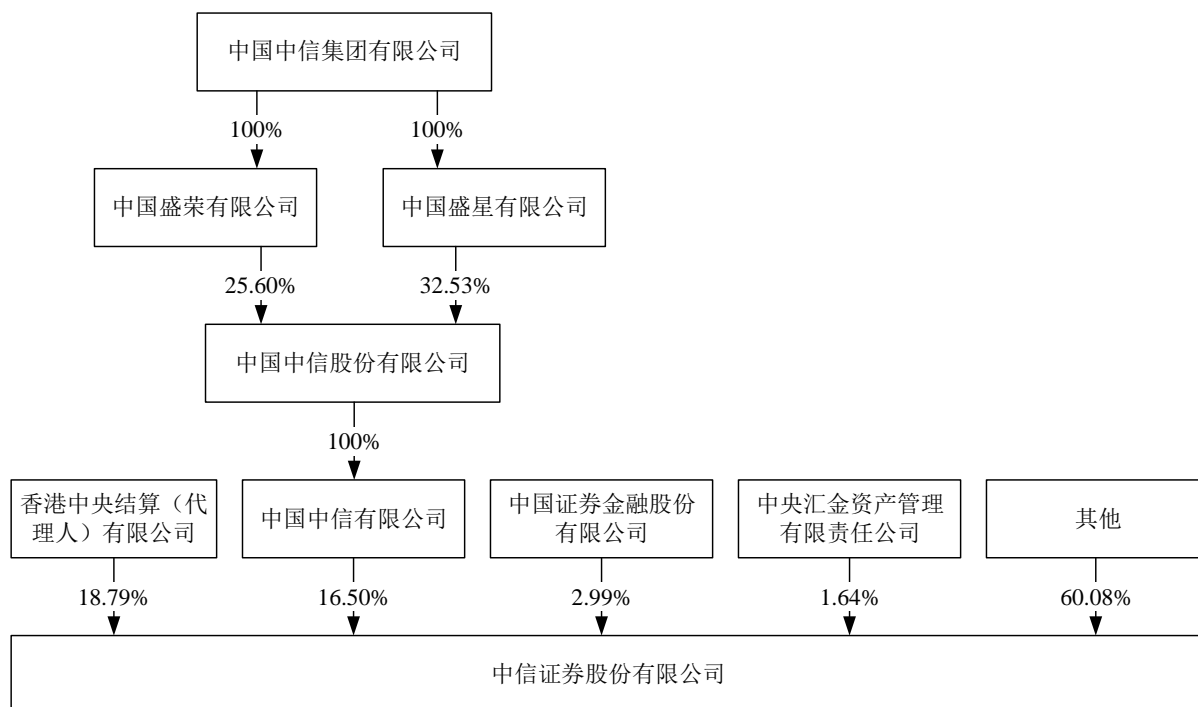 中国中信集团有限公司
100%
100%
中国盛荣有限公司
中国盛星有限公司
25.60%
32.53%
中国中信股份有限公司
100%
香港中央结算（代
理人）有限公司
中国中信有限公司
中国证券金融股份
有限公司
中央汇金资产管理
有限责任公司
其他
18.79%
16.50%
2.99%
1.64%
60.08%
中信证券股份有限公司